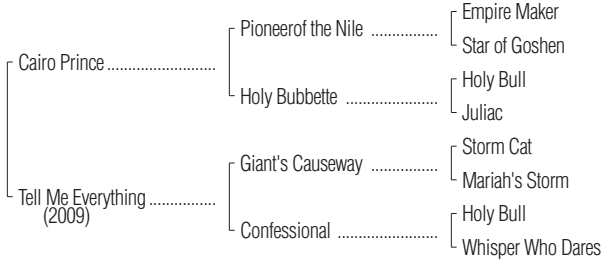 Empire Maker
Pioneerof the Nile ................
Star of Goshen
Cairo Prince ..........................
Holy Bull
Holy Bubbette ......................
Juliac
Storm Cat
Giant's Causeway ................
Mariah's Storm
Tell Me Everything ................
(2009)
Holy Bull
Confessional ........................
Whisper Who Dares